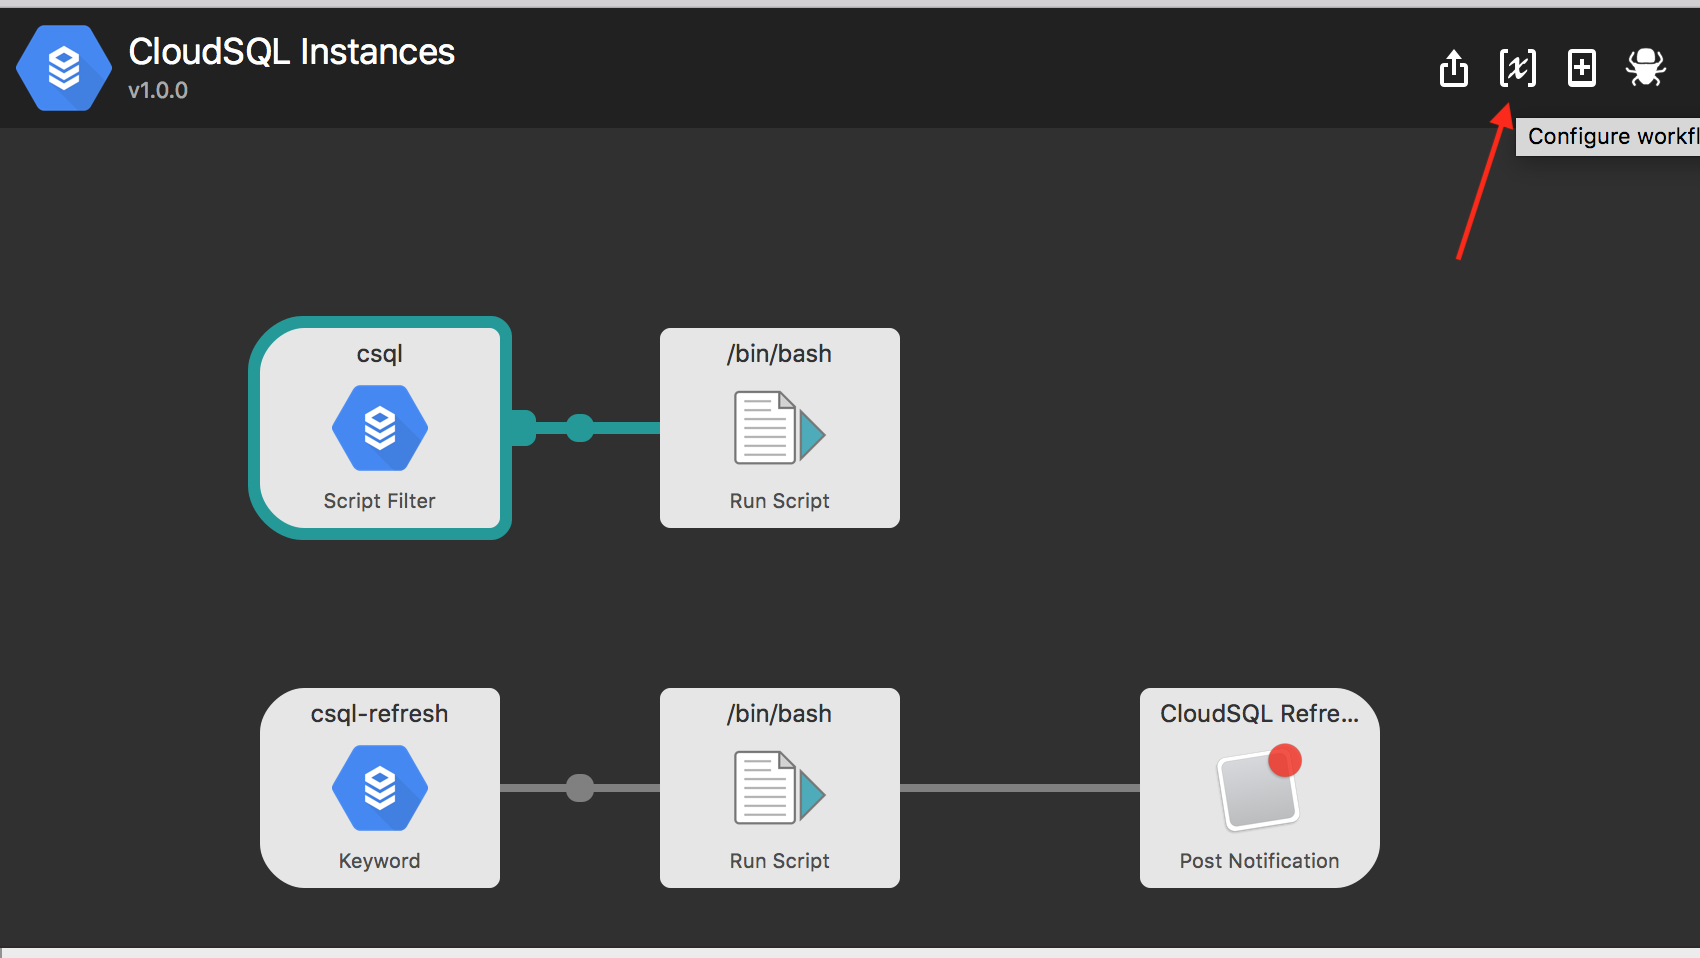 CloudSQL Instances
v1.0.0
[x]
Configure workfl
csql
Script Filter
/bin/bash
Run Script
csql-refresh
Keyword
/bin/bash
Run Script
CloudSQL Refre...
Post Notification